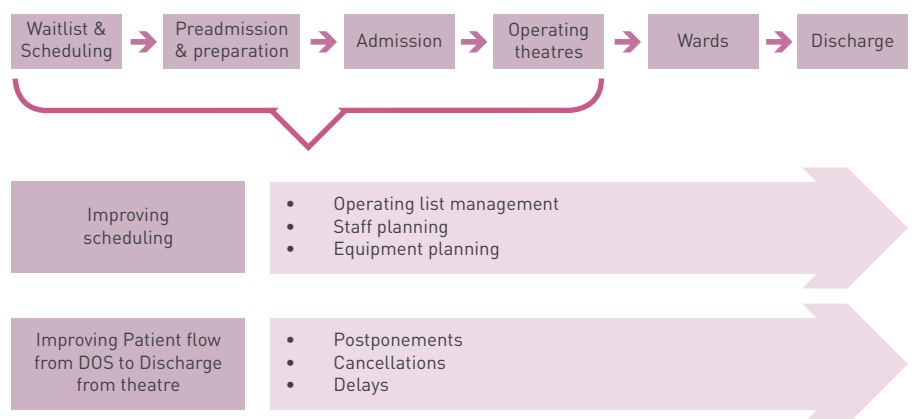 Waitlist &
Scheduling
Preadmission
& preparation
Admission
Operating
theatres
Wards
Discharge
Improving
scheduling
• Operating list management
• Staff planning
• Equipment planning
Improving Patient flow
from DOS to Discharge
from theatre
• Postponements
• Cancellations
• Delays